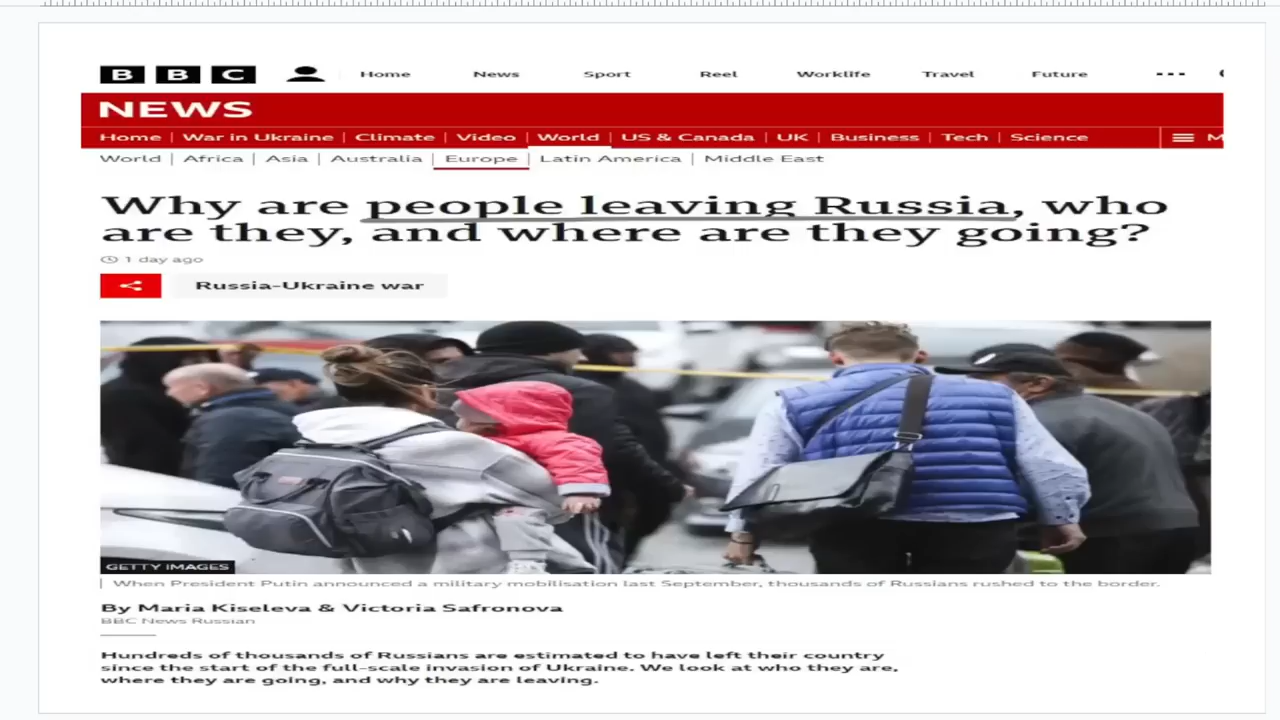 BBC Home News Sport Reel Worklife Travel Future ...
NEWS
Home | War in Ukraine | Climate | Video | World | US & Canada | UK | Business | Tech | Science | M
World | Africa | Asia | Australia | Europe | Latin America | Middle East
Why are people leaving Russia, who
are they, and where are they going?
1 day ago
Russia-Ukraine war
GETTY IMAGES
When President Putin announced a military mobilisation last September, thousands of Russians rushed to the border.
By Maria Kiseleva & Victoria Safronova
BBC News Russian
Hundreds of thousands of Russians are estimated to have left their country
since the start of the full-scale invasion of Ukraine. We look at who they are,
where they are going, and why they are leaving.